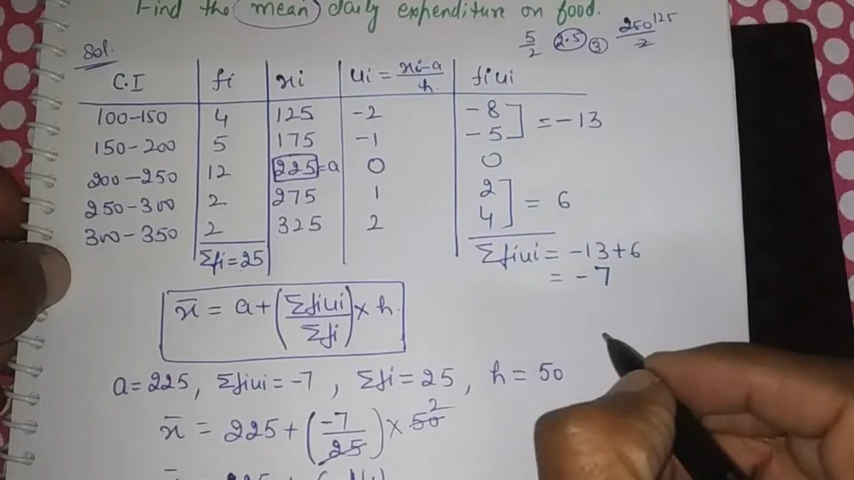 Find the mean daily expenditure on food.
Sol.
5/2 2.5 3 250/2 125
C.I fi xi ui = xi-a/h fiui
100-150 4 125 -2 -8
150-200 5 175 -1 -5 ] = -13
200-250 12 225 = a 0 0
250-300 2 275 1 2
300-350 2 325 2 4 ] = 6
Σfi = 25 Σfiui = -13+6
= -7
x̄ = a + (Σfiui/Σfi) × h
a = 225, Σfiui = -7, Σfi = 25, h = 50
x̄ = 225 + (-7/25) × 50 2